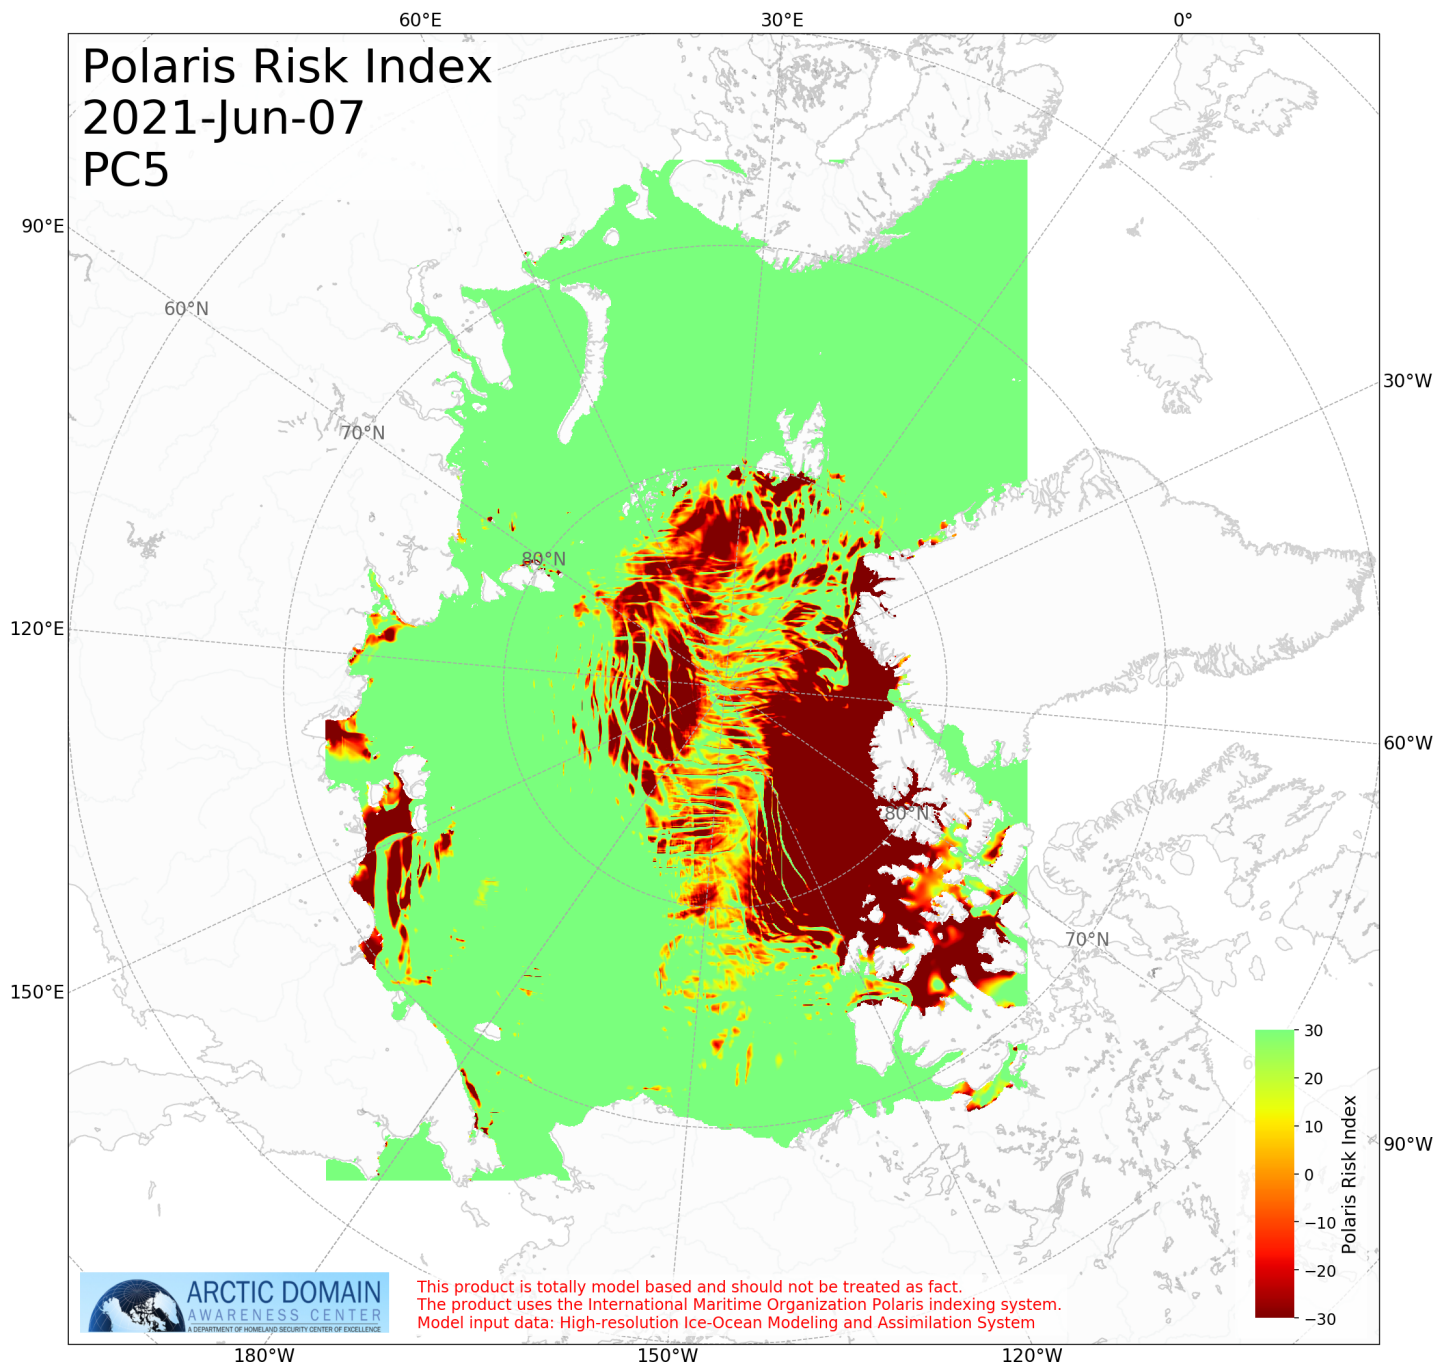 60°E 30°E 0°
Polaris Risk Index
2021-Jun-07
PC5
90°E
60°N
30°W
70°N
80°N
120°E
60°W
80°N
70°N
150°E
30
20
10
0
−10
−20
−30
Polaris Risk Index
90°W
ARCTIC DOMAIN
AWARENESS CENTER
A DEPARTMENT OF HOMELAND SECURITY CENTER OF EXCELLENCE
This product is totally model based and should not be treated as fact.
The product uses the International Maritime Organization Polaris indexing system.
Model input data: High-resolution Ice-Ocean Modeling and Assimilation System
180°W 150°W 120°W